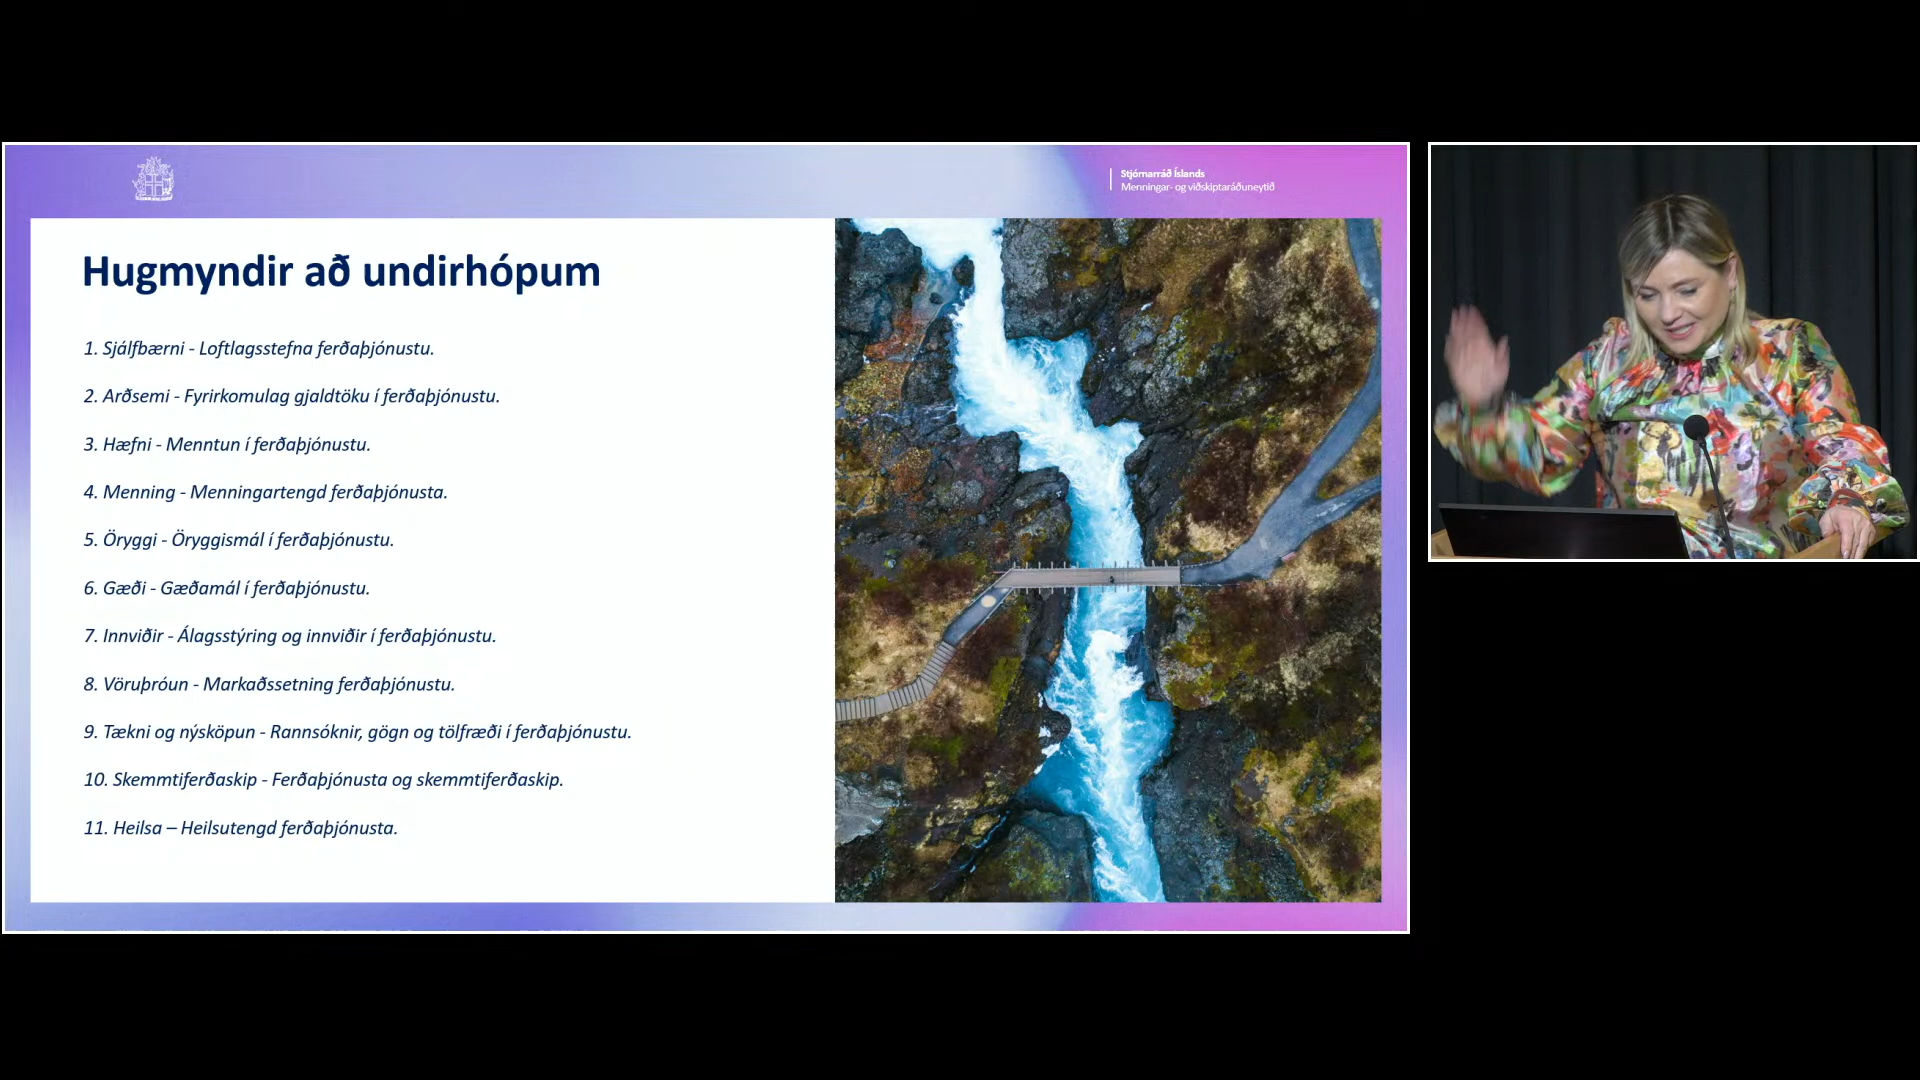 Stjórnarráð Íslands
Menningar- og viðskiptaráðuneytið
Hugmyndir að undirhópum
1. Sjálfbærni - Loftlagsstefna ferðaþjónustu.
2. Arðsemi - Fyrirkomulag gjaldtöku í ferðaþjónustu.
3. Hæfni - Menntun í ferðaþjónustu.
4. Menning - Menningartengd ferðaþjónusta.
5. Öryggi - Öryggismál í ferðaþjónustu.
6. Gæði - Gæðamál í ferðaþjónustu.
7. Innviðir - Álagsstýring og innviðir í ferðaþjónustu.
8. Vöruþróun - Markaðssetning ferðaþjónustu.
9. Tækni og nýsköpun - Rannsóknir, gögn og tölfræði í ferðaþjónustu.
10. Skemmtiferðaskip - Ferðaþjónusta og skemmtiferðaskip.
11. Heilsa – Heilsutengd ferðaþjónusta.